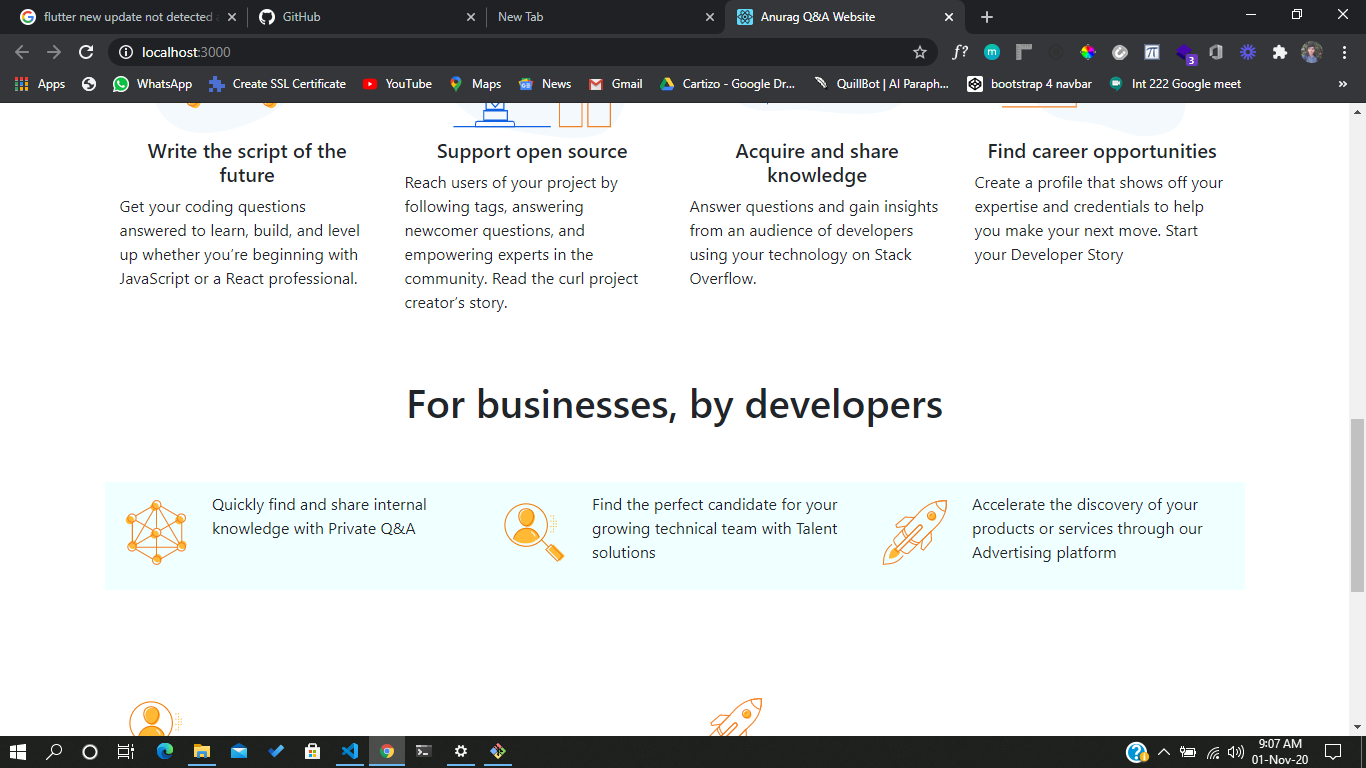 flutter new update not detected
GitHub
New Tab
Anurag Q&A Website
localhost:3000
f?
m
3
Apps
WhatsApp
Create SSL Certificate
YouTube
Maps
News
Gmail
Cartizo - Google Dr...
QuillBot | AI Paraph...
bootstrap 4 navbar
Int 222 Google meet
»
Write the script of the
future
Get your coding questions
answered to learn, build, and level
up whether you’re beginning with
JavaScript or a React professional.
Support open source
Reach users of your project by
following tags, answering
newcomer questions, and
empowering experts in the
community. Read the curl project
creator’s story.
Acquire and share
knowledge
Answer questions and gain insights
from an audience of developers
using your technology on Stack
Overflow.
Find career opportunities
Create a profile that shows off your
expertise and credentials to help
you make your next move. Start
your Developer Story
For businesses, by developers
Quickly find and share internal
knowledge with Private Q&A
Find the perfect candidate for your
growing technical team with Talent
solutions
Accelerate the discovery of your
products or services through our
Advertising platform
9:07 AM
01-Nov-20